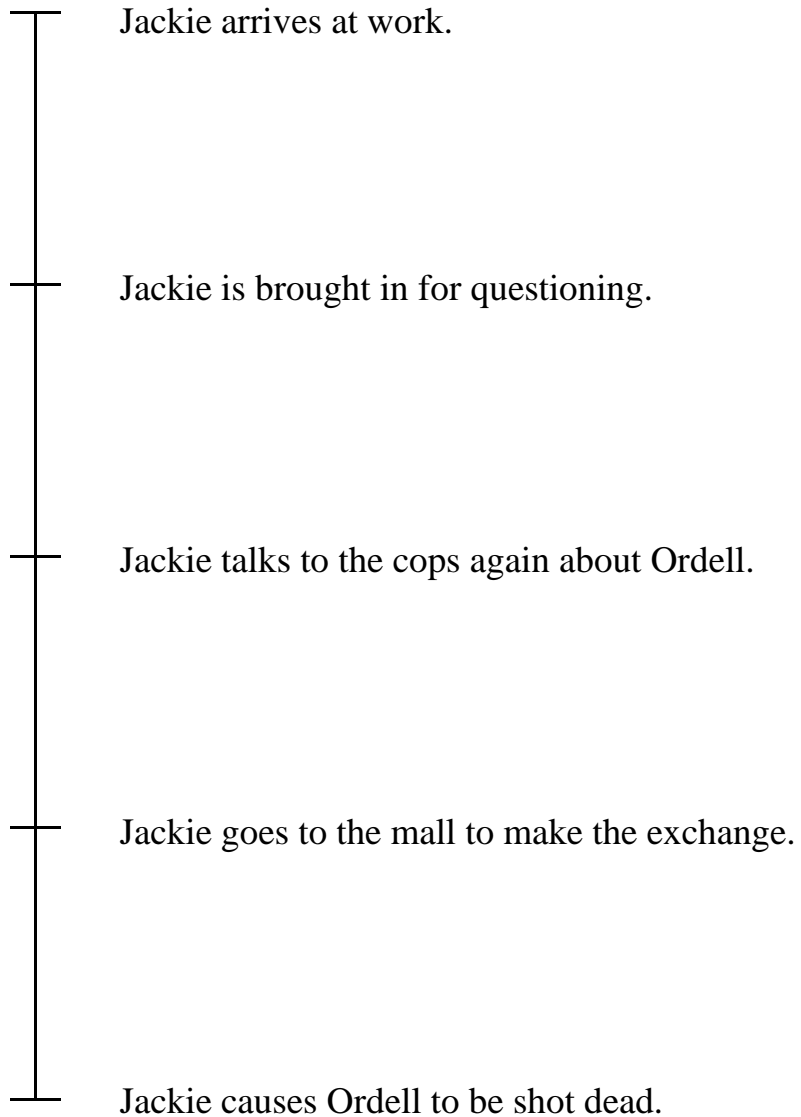 Jackie arrives at work.
Jackie is brought in for questioning.
Jackie talks to the cops again about Ordell.
Jackie goes to the mall to make the exchange.
Jackie causes Ordell to be shot dead.